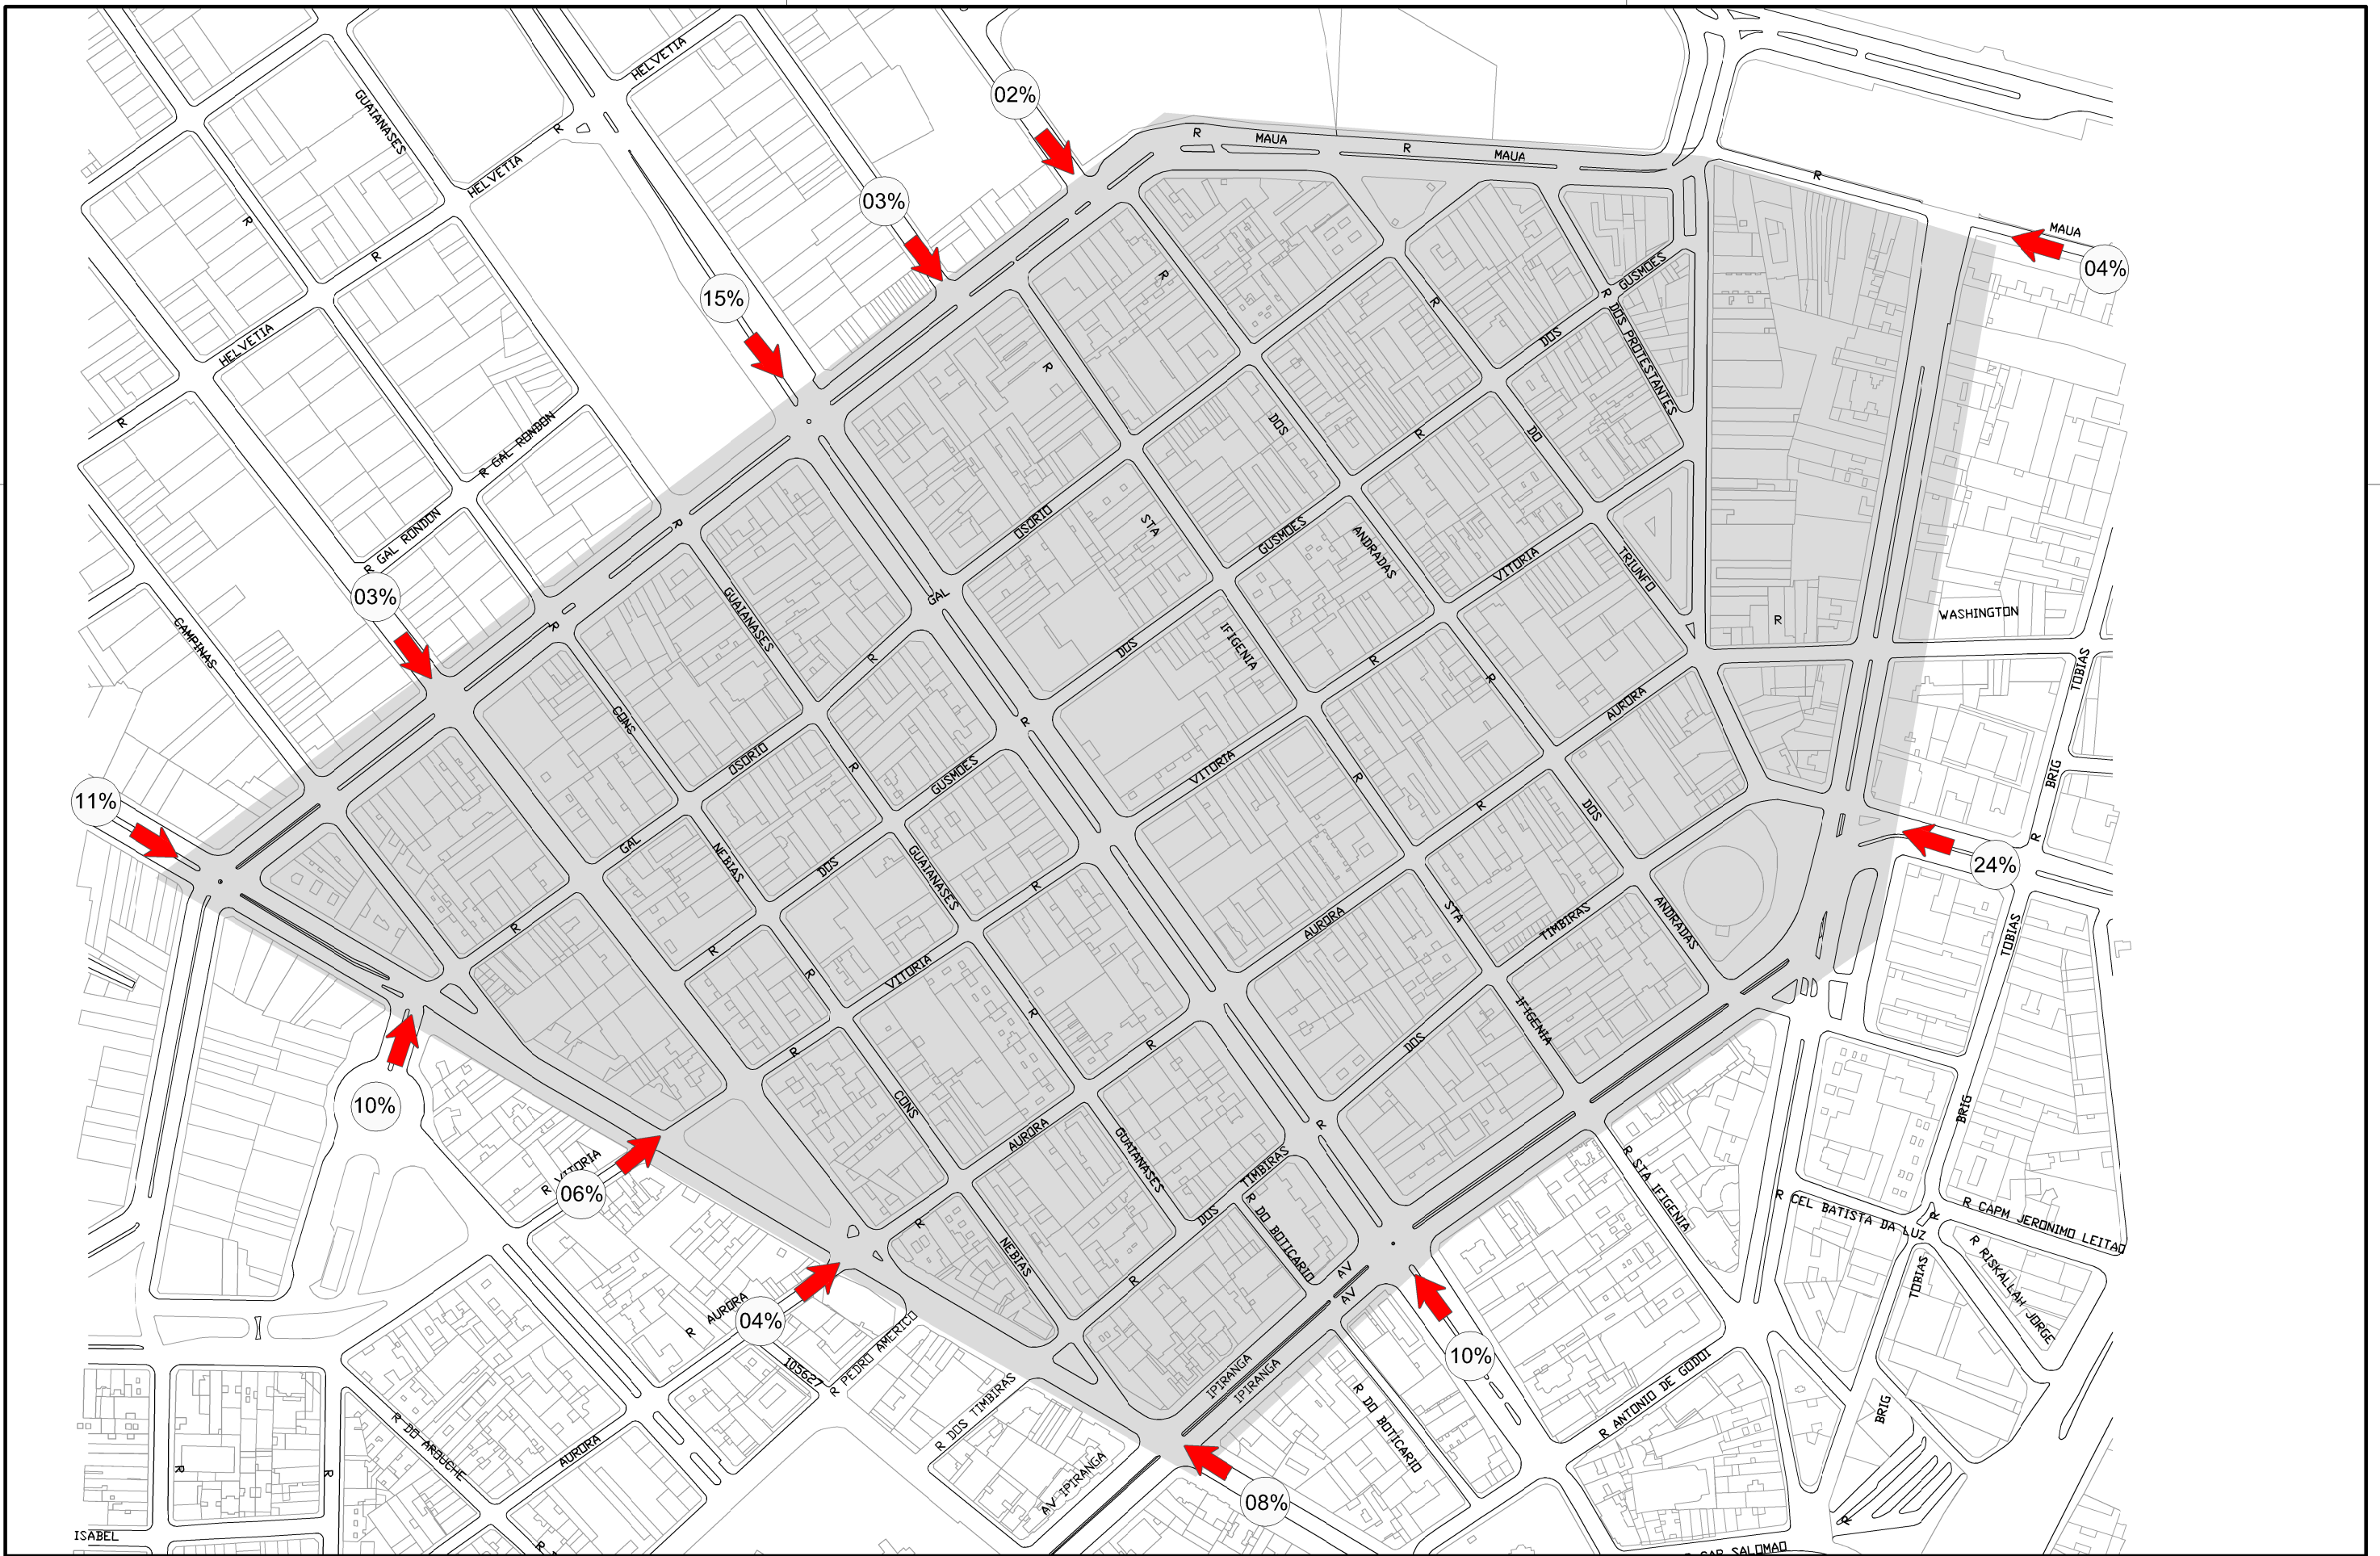 HELVETIA
GUAIANASES
02%
R
HELVETIA
R
MAUA
R
MAUA
R
03%
MAUA
04%
R
R
HELVETIA
15%
R
R
R
GUSMOES
R
DOS
DOS PROTESTANTES
R
R GAL RONDON
DOS
R
DO
R GAL RONDON
R
OSORIO
STA
GUSMOES
ANDRADAS
VITORIA
TRIUNFO
03%
CAMPINAS
R
GUAIANASES
GAL
DOS
IFIGENIA
R
R
WASHINGTON
TOBIAS
R
R
CONS
R
AURORA
OSORIO
R
GUSMOES
VITORIA
R
R
DOS
BRIG
R
11%
GAL
NEBIAS
DOS
GUAIANASES
R
24%
R
R
R
VITORIA
R
AURORA
STA
TIMBIRAS
ANDRADAS
TOBIAS
R
R
CONS
DOS
IFIGENIA
10%
R VITORIA
06%
AURORA
GUAIANASES
R
TIMBIRAS
BRIG
R STA IFIGENIA
R
NEBIAS
DOS
R DO BOTICARIO
R CEL BATISTA DA LUZ
R
R CAPM JERONIMO LEITAO
R
AV
AV
R AURORA
04%
R PEDRO AMERICO
105627
TOBIAS
R RISKALLAH JORGE
IPIRANGA
IPIRANGA
10%
R DOS TIMBIRAS
R DO BOTICARIO
R ANTONIO DE GODOI
BRIG
R DO AROUCHE
AURORA
R
R
AV IPIRANGA
08%
R
ISABEL
R
SALOMAO